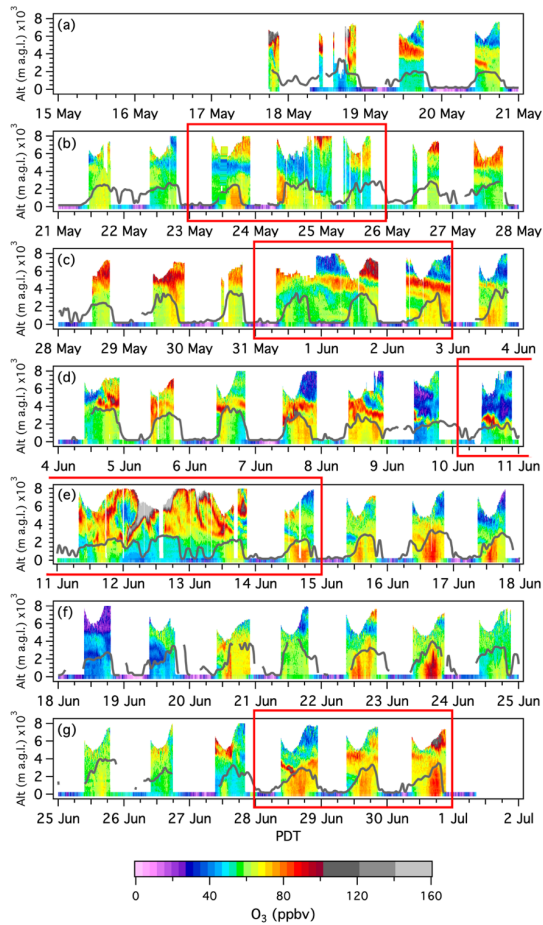 (a)
Alt (m a.g.l.) x10³
8
6
4
2
0
15 May 16 May 17 May 18 May 19 May 20 May 21 May
(b)
Alt (m a.g.l.) x10³
8
6
4
2
0
21 May 22 May 23 May 24 May 25 May 26 May 27 May 28 May
(c)
Alt (m a.g.l.) x10³
8
6
4
2
0
28 May 29 May 30 May 31 May 1 Jun 2 Jun 3 Jun 4 Jun
(d)
Alt (m a.g.l.) x10³
8
6
4
2
0
4 Jun 5 Jun 6 Jun 7 Jun 8 Jun 9 Jun 10 Jun 11 Jun
(e)
Alt (m a.g.l.) x10³
8
6
4
2
0
11 Jun 12 Jun 13 Jun 14 Jun 15 Jun 16 Jun 17 Jun 18 Jun
(f)
Alt (m a.g.l.) x10³
8
6
4
2
0
18 Jun 19 Jun 20 Jun 21 Jun 22 Jun 23 Jun 24 Jun 25 Jun
(g)
Alt (m a.g.l.) x10³
8
6
4
2
0
25 Jun 26 Jun 27 Jun 28 Jun 29 Jun 30 Jun 1 Jun 2 Jul
PDT
0 40 80 120 160
O₃ (ppbv)